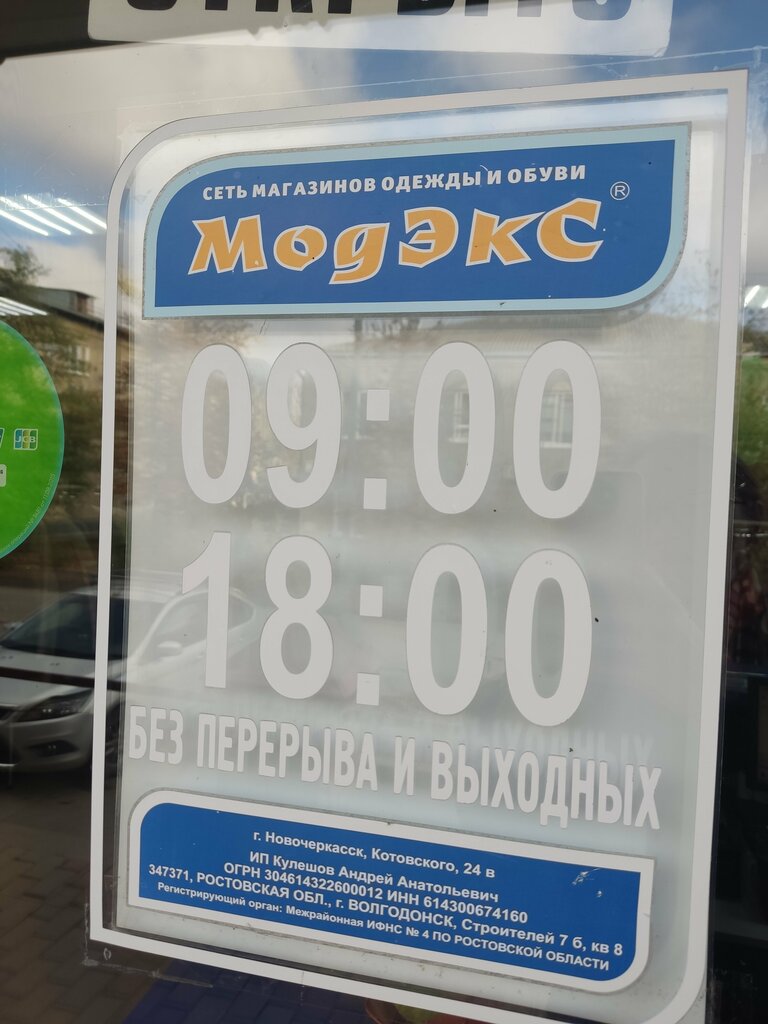 ОТКРЫТО
СЕТЬ МАГАЗИНОВ ОДЕЖДЫ И ОБУВИ
МодЭкС®
09:00
18:00
БЕЗ ПЕРЕРЫВА И ВЫХОДНЫХ
JCB
г. Новочеркасск, Котовского, 24 в
ИП Кулешов Андрей Анатольевич
ОГРН 304614322600012 ИНН 614300674160
347371, РОСТОВСКАЯ ОБЛ., г. ВОЛГОДОНСК, Строителей 7 б, кв 8
Регистрирующий орган: Межрайонная ИФНС № 4 ПО РОСТОВСКОЙ ОБЛАСТИ